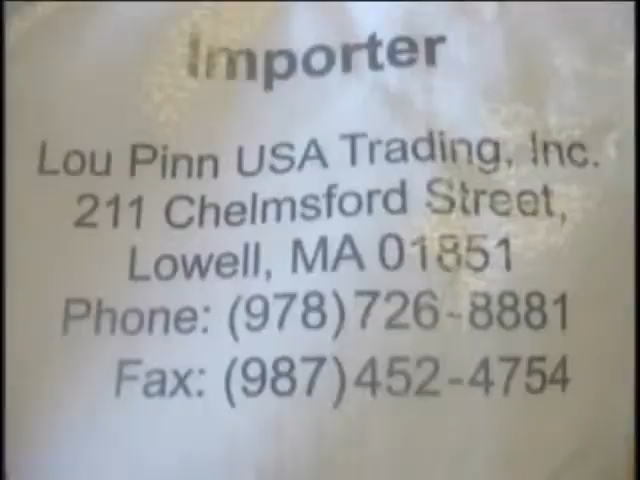 Importer
Lou Pinn USA Trading, Inc.
211 Chelmsford Street,
Lowell, MA 01851
Phone: (978)726-8881
Fax: (987)452-4754